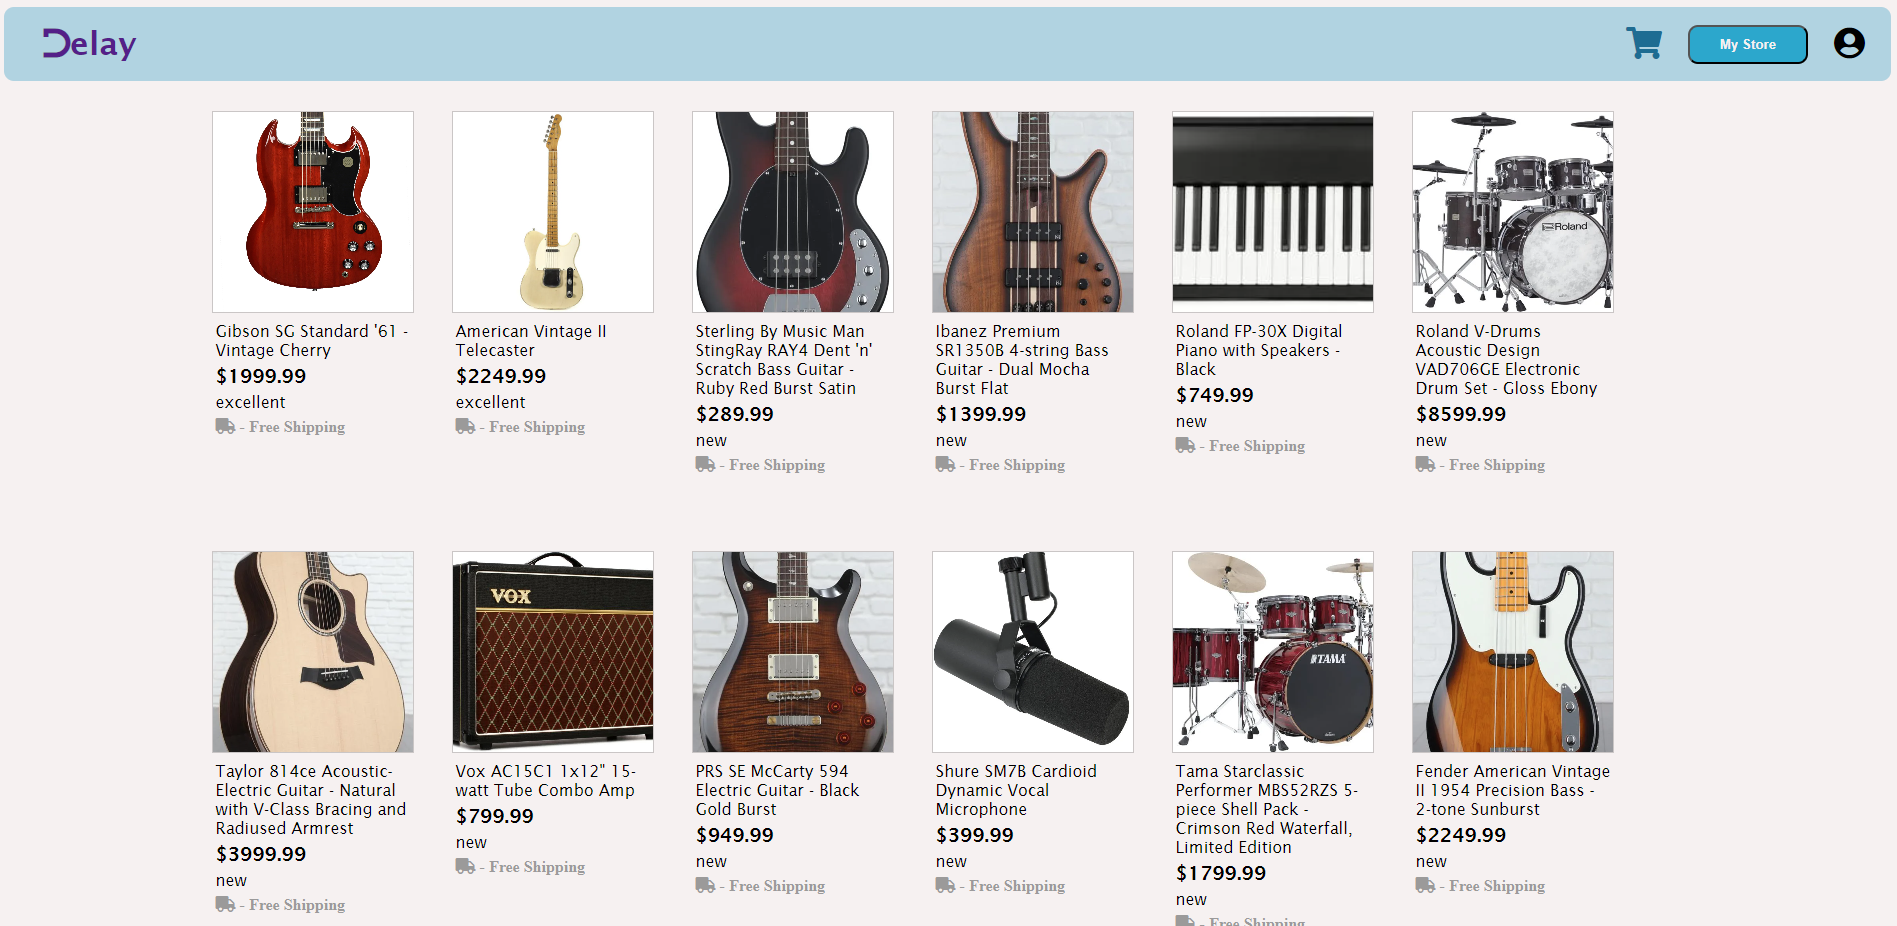 Delay
My Store
Roland
Gibson SG Standard '61 -
Vintage Cherry
$1999.99
excellent
- Free Shipping
American Vintage II
Telecaster
$2249.99
excellent
- Free Shipping
Sterling By Music Man
StingRay RAY4 Dent 'n'
Scratch Bass Guitar -
Ruby Red Burst Satin
$289.99
new
- Free Shipping
Ibanez Premium
SR1350B 4-string Bass
Guitar - Dual Mocha
Burst Flat
$1399.99
new
- Free Shipping
Roland FP-30X Digital
Piano with Speakers -
Black
$749.99
new
- Free Shipping
Roland V-Drums
Acoustic Design
VAD706GE Electronic
Drum Set - Gloss Ebony
$8599.99
new
- Free Shipping
VOX
TAMA
Taylor 814ce Acoustic-
Electric Guitar - Natural
with V-Class Bracing and
Radiused Armrest
$3999.99
new
- Free Shipping
Vox AC15C1 1x12" 15-
watt Tube Combo Amp
$799.99
new
- Free Shipping
PRS SE McCarty 594
Electric Guitar - Black
Gold Burst
$949.99
new
- Free Shipping
Shure SM7B Cardioid
Dynamic Vocal
Microphone
$399.99
new
- Free Shipping
Tama Starclassic
Performer MBS52RZS 5-
piece Shell Pack -
Crimson Red Waterfall,
Limited Edition
$1799.99
new
- Free Shipping
Fender American Vintage
II 1954 Precision Bass -
2-tone Sunburst
$2249.99
new
- Free Shipping